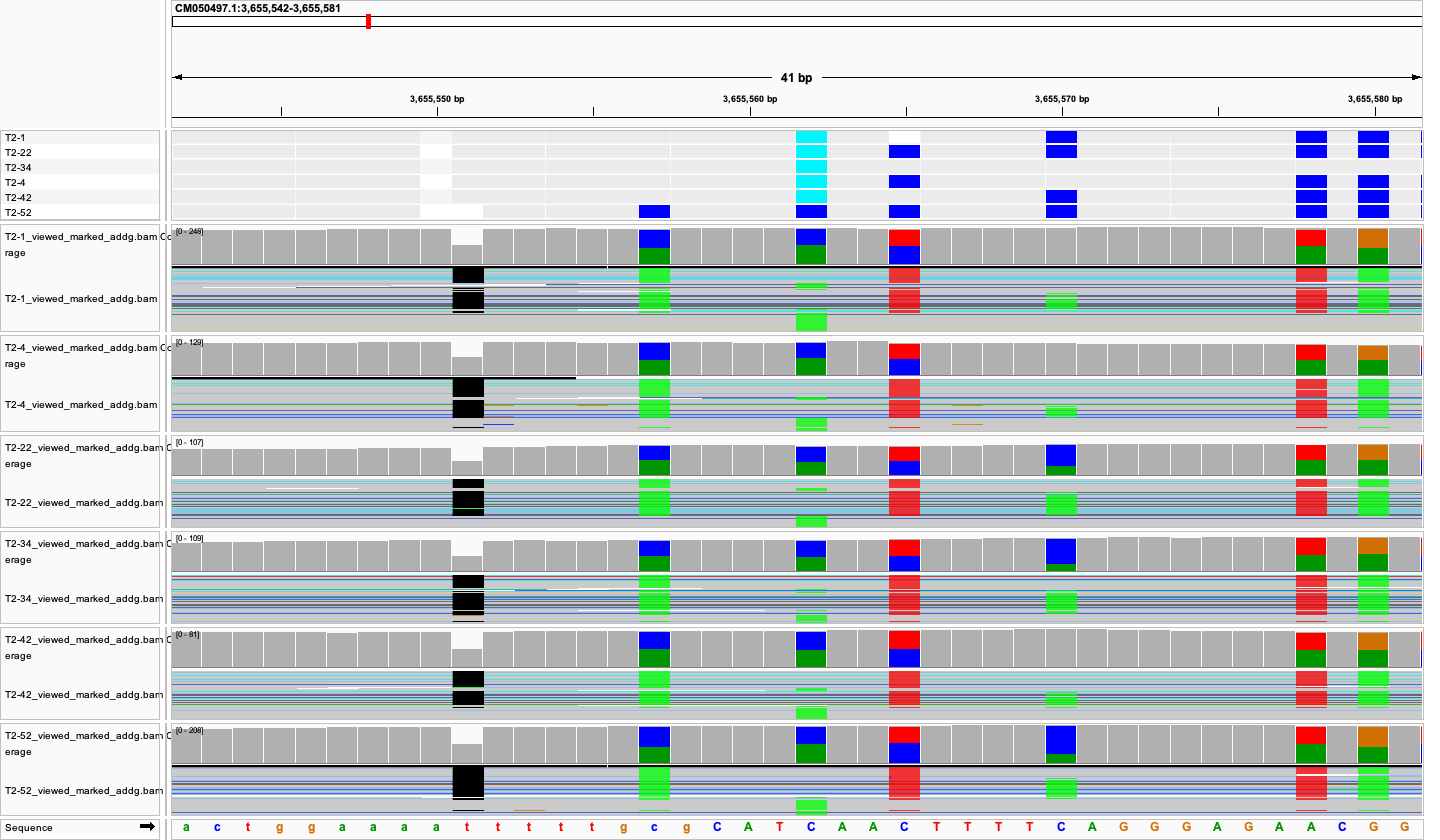 CM050497.1:3,655,542-3,655,581
41 bp
3,655,550 bp 3,655,560 bp 3,655,570 bp 3,655,580 bp
T2-1
T2-22
T2-34
T2-4
T2-42
T2-52
T2-1_viewed_marked_addg.bam Co
rage
[0 - 248]
T2-1_viewed_marked_addg.bam
T2-4_viewed_marked_addg.bam Co
rage
[0 - 129]
T2-4_viewed_marked_addg.bam
T2-22_viewed_marked_addg.bam C
erage
[0 - 107]
T2-22_viewed_marked_addg.bam
T2-34_viewed_marked_addg.bam C
erage
[0 - 109]
T2-34_viewed_marked_addg.bam
T2-42_viewed_marked_addg.bam C
erage
[0 - 81]
T2-42_viewed_marked_addg.bam
T2-52_viewed_marked_addg.bam C
erage
[0 - 208]
T2-52_viewed_marked_addg.bam
Sequence a c t g g a a a a t t t t t g c g C A T C A A C T T T T C A G G G A G A A C G G